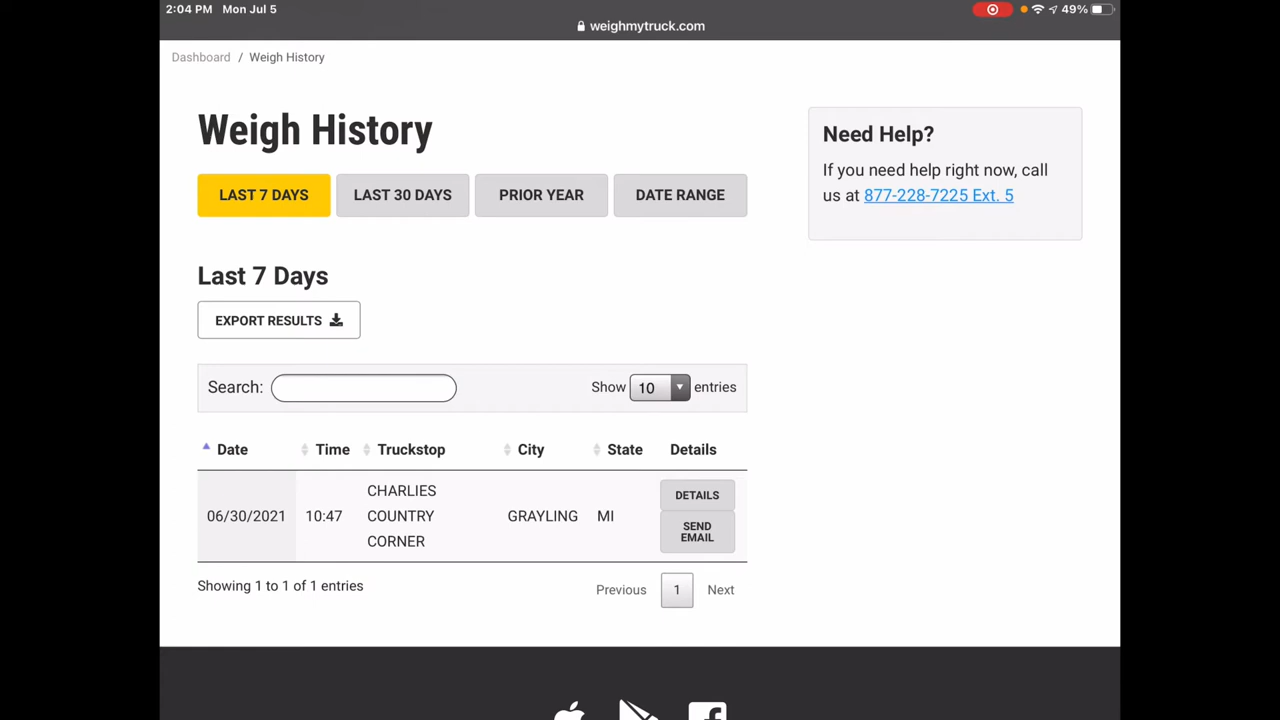 2:04 PM Mon Jul 5
49%
weighmytruck.com
Dashboard / Weigh History
Weigh History
LAST 7 DAYS LAST 30 DAYS PRIOR YEAR DATE RANGE
Need Help?
If you need help right now, call
us at 877-228-7225 Ext. 5
Last 7 Days
EXPORT RESULTS
Search: Show 10 entries
Date Time Truckstop City State Details
06/30/2021 10:47 CHARLIES COUNTRY CORNER GRAYLING MI DETAILS
SEND EMAIL
Showing 1 to 1 of 1 entries Previous 1 Next